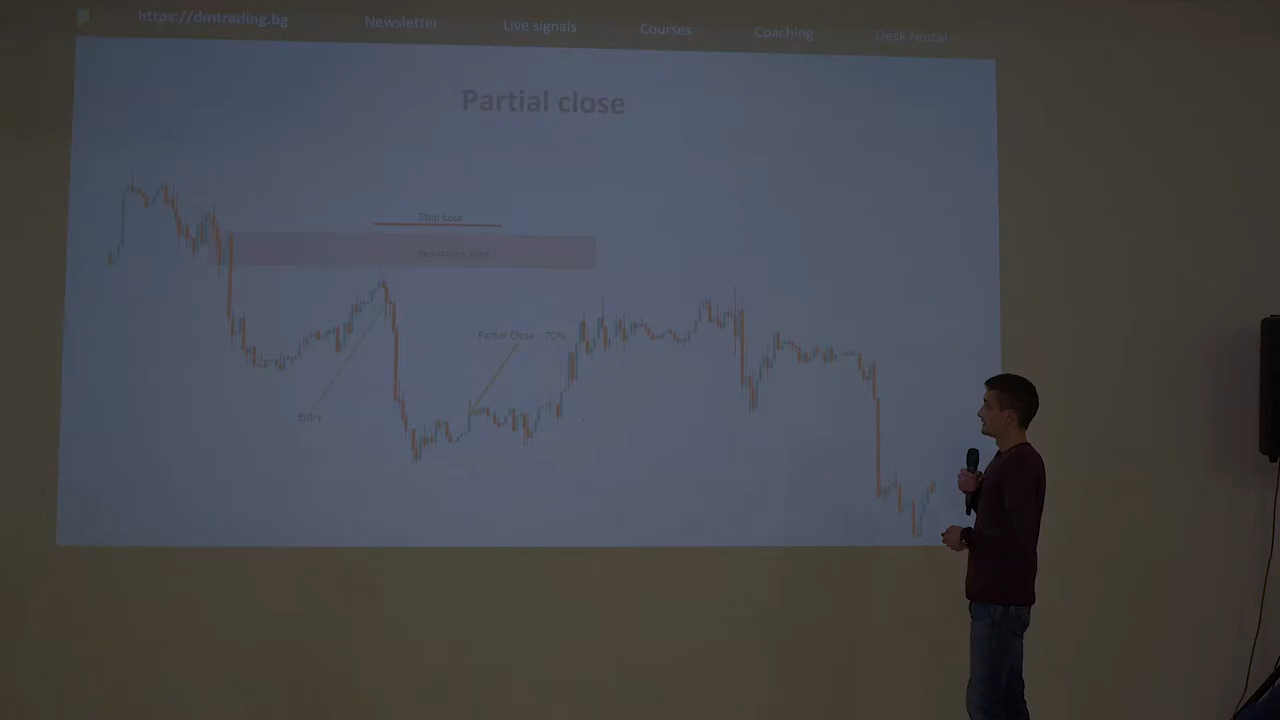 https://dmtrading.bg Newsletter Live signals Courses Coaching Desk rental
Partial close
Stop Loss
Resistance Area
Partial Close - 70%
Entry